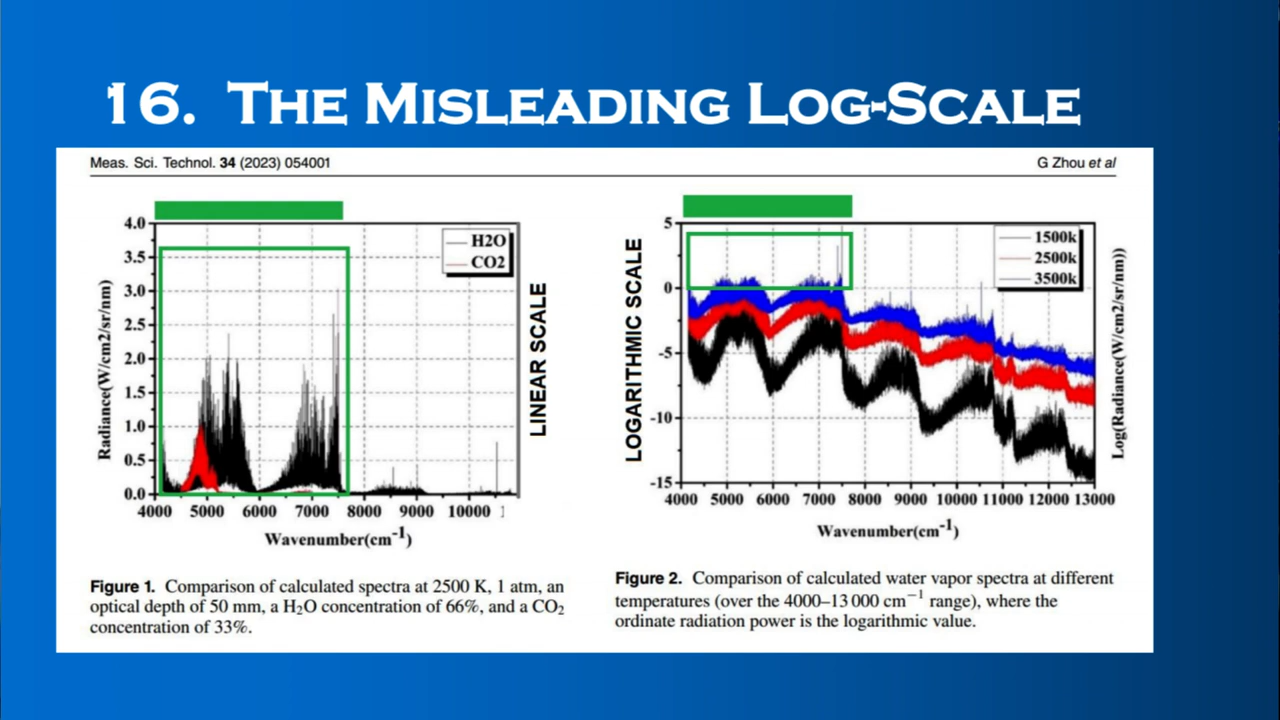 16. The Misleading Log-Scale
Meas. Sci. Technol. 34 (2023) 054001
G Zhou et al
4.0
3.5
3.0
2.5
2.0
1.5
1.0
0.5
0.0
Radiance(W/cm2/sr/nm)
H2O
CO2
4000 5000 6000 7000 8000 9000 10000 1
Wavenumber(cm-1)
LINEAR SCALE
LOGARITHMIC SCALE
5
0
-5
-10
-15
1500k
2500k
3500k
4000 5000 6000 7000 8000 9000 10000 11000 12000 13000
Wavenumber(cm-1)
Log(Radiance(W/cm2/sr/nm))
Figure 1. Comparison of calculated spectra at 2500 K, 1 atm, an
optical depth of 50 mm, a H2O concentration of 66%, and a CO2
concentration of 33%.
Figure 2. Comparison of calculated water vapor spectra at different
temperatures (over the 4000–13 000 cm−1 range), where the
ordinate radiation power is the logarithmic value.